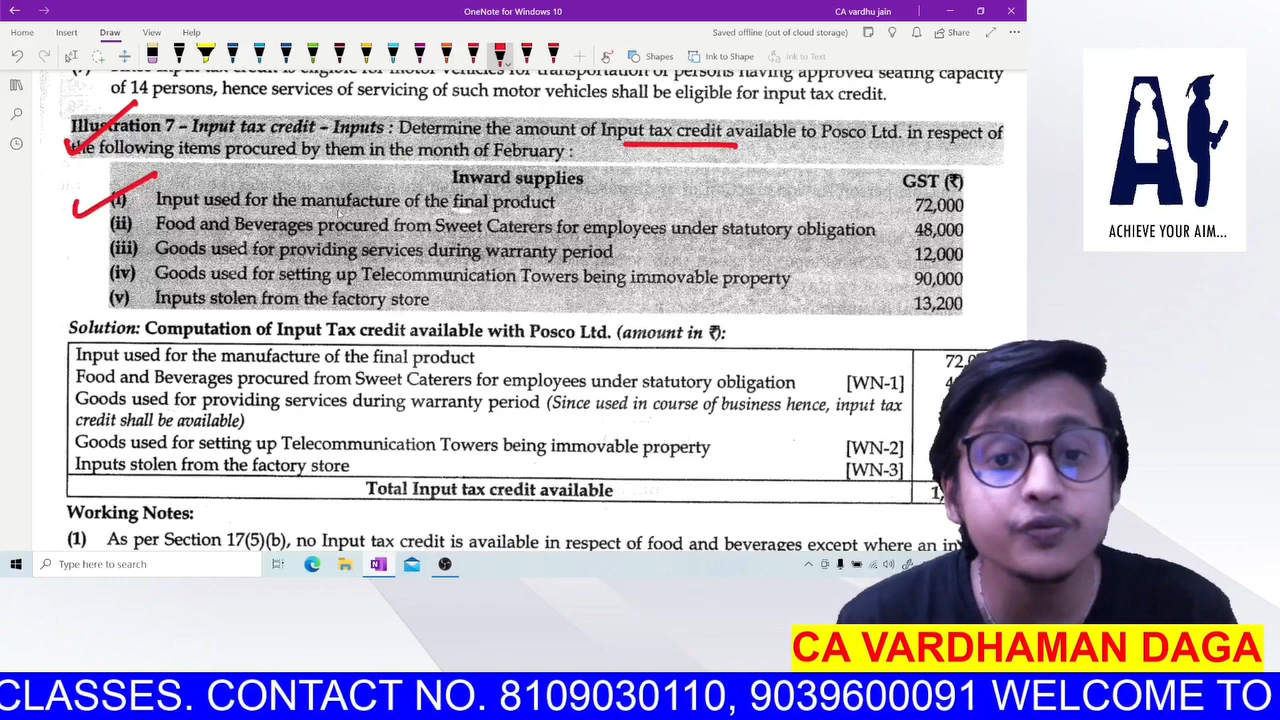 OneNote for Windows 10
CA vardhu jain
Home
Insert
Draw
View
Help
Saved offline (out of cloud storage)
Share
Shapes
Ink to Shape
Ink to Text
of 14 persons, hence services of servicing of such motor vehicles shall be eligible for input tax credit.
Illustration 7 – Input tax credit – Inputs : Determine the amount of Input tax credit available to Posco Ltd. in respect of
the following items procured by them in the month of February :
Inward supplies GST (₹)
(i) Input used for the manufacture of the final product 72,000
(ii) Food and Beverages procured from Sweet Caterers for employees under statutory obligation 48,000
(iii) Goods used for providing services during warranty period 12,000
(iv) Goods used for setting up Telecommunication Towers being immovable property 90,000
(v) Inputs stolen from the factory store 13,200
Solution: Computation of Input Tax credit available with Posco Ltd. (amount in ₹):
Input used for the manufacture of the final product
Food and Beverages procured from Sweet Caterers for employees under statutory obligation [WN-1]
Goods used for providing services during warranty period (Since used in course of business hence, input tax
credit shall be available)
Goods used for setting up Telecommunication Towers being immovable property [WN-2]
Inputs stolen from the factory store [WN-3]
Total Input tax credit available
Working Notes:
(1) As per Section 17(5)(b), no Input tax credit is available in respect of food and beverages except where an
Type here to search
ACHIEVE YOUR AIM...
CA VARDHAMAN DAGA
CLASSES. CONTACT NO. 8109030110, 9039600091 WELCOME TO